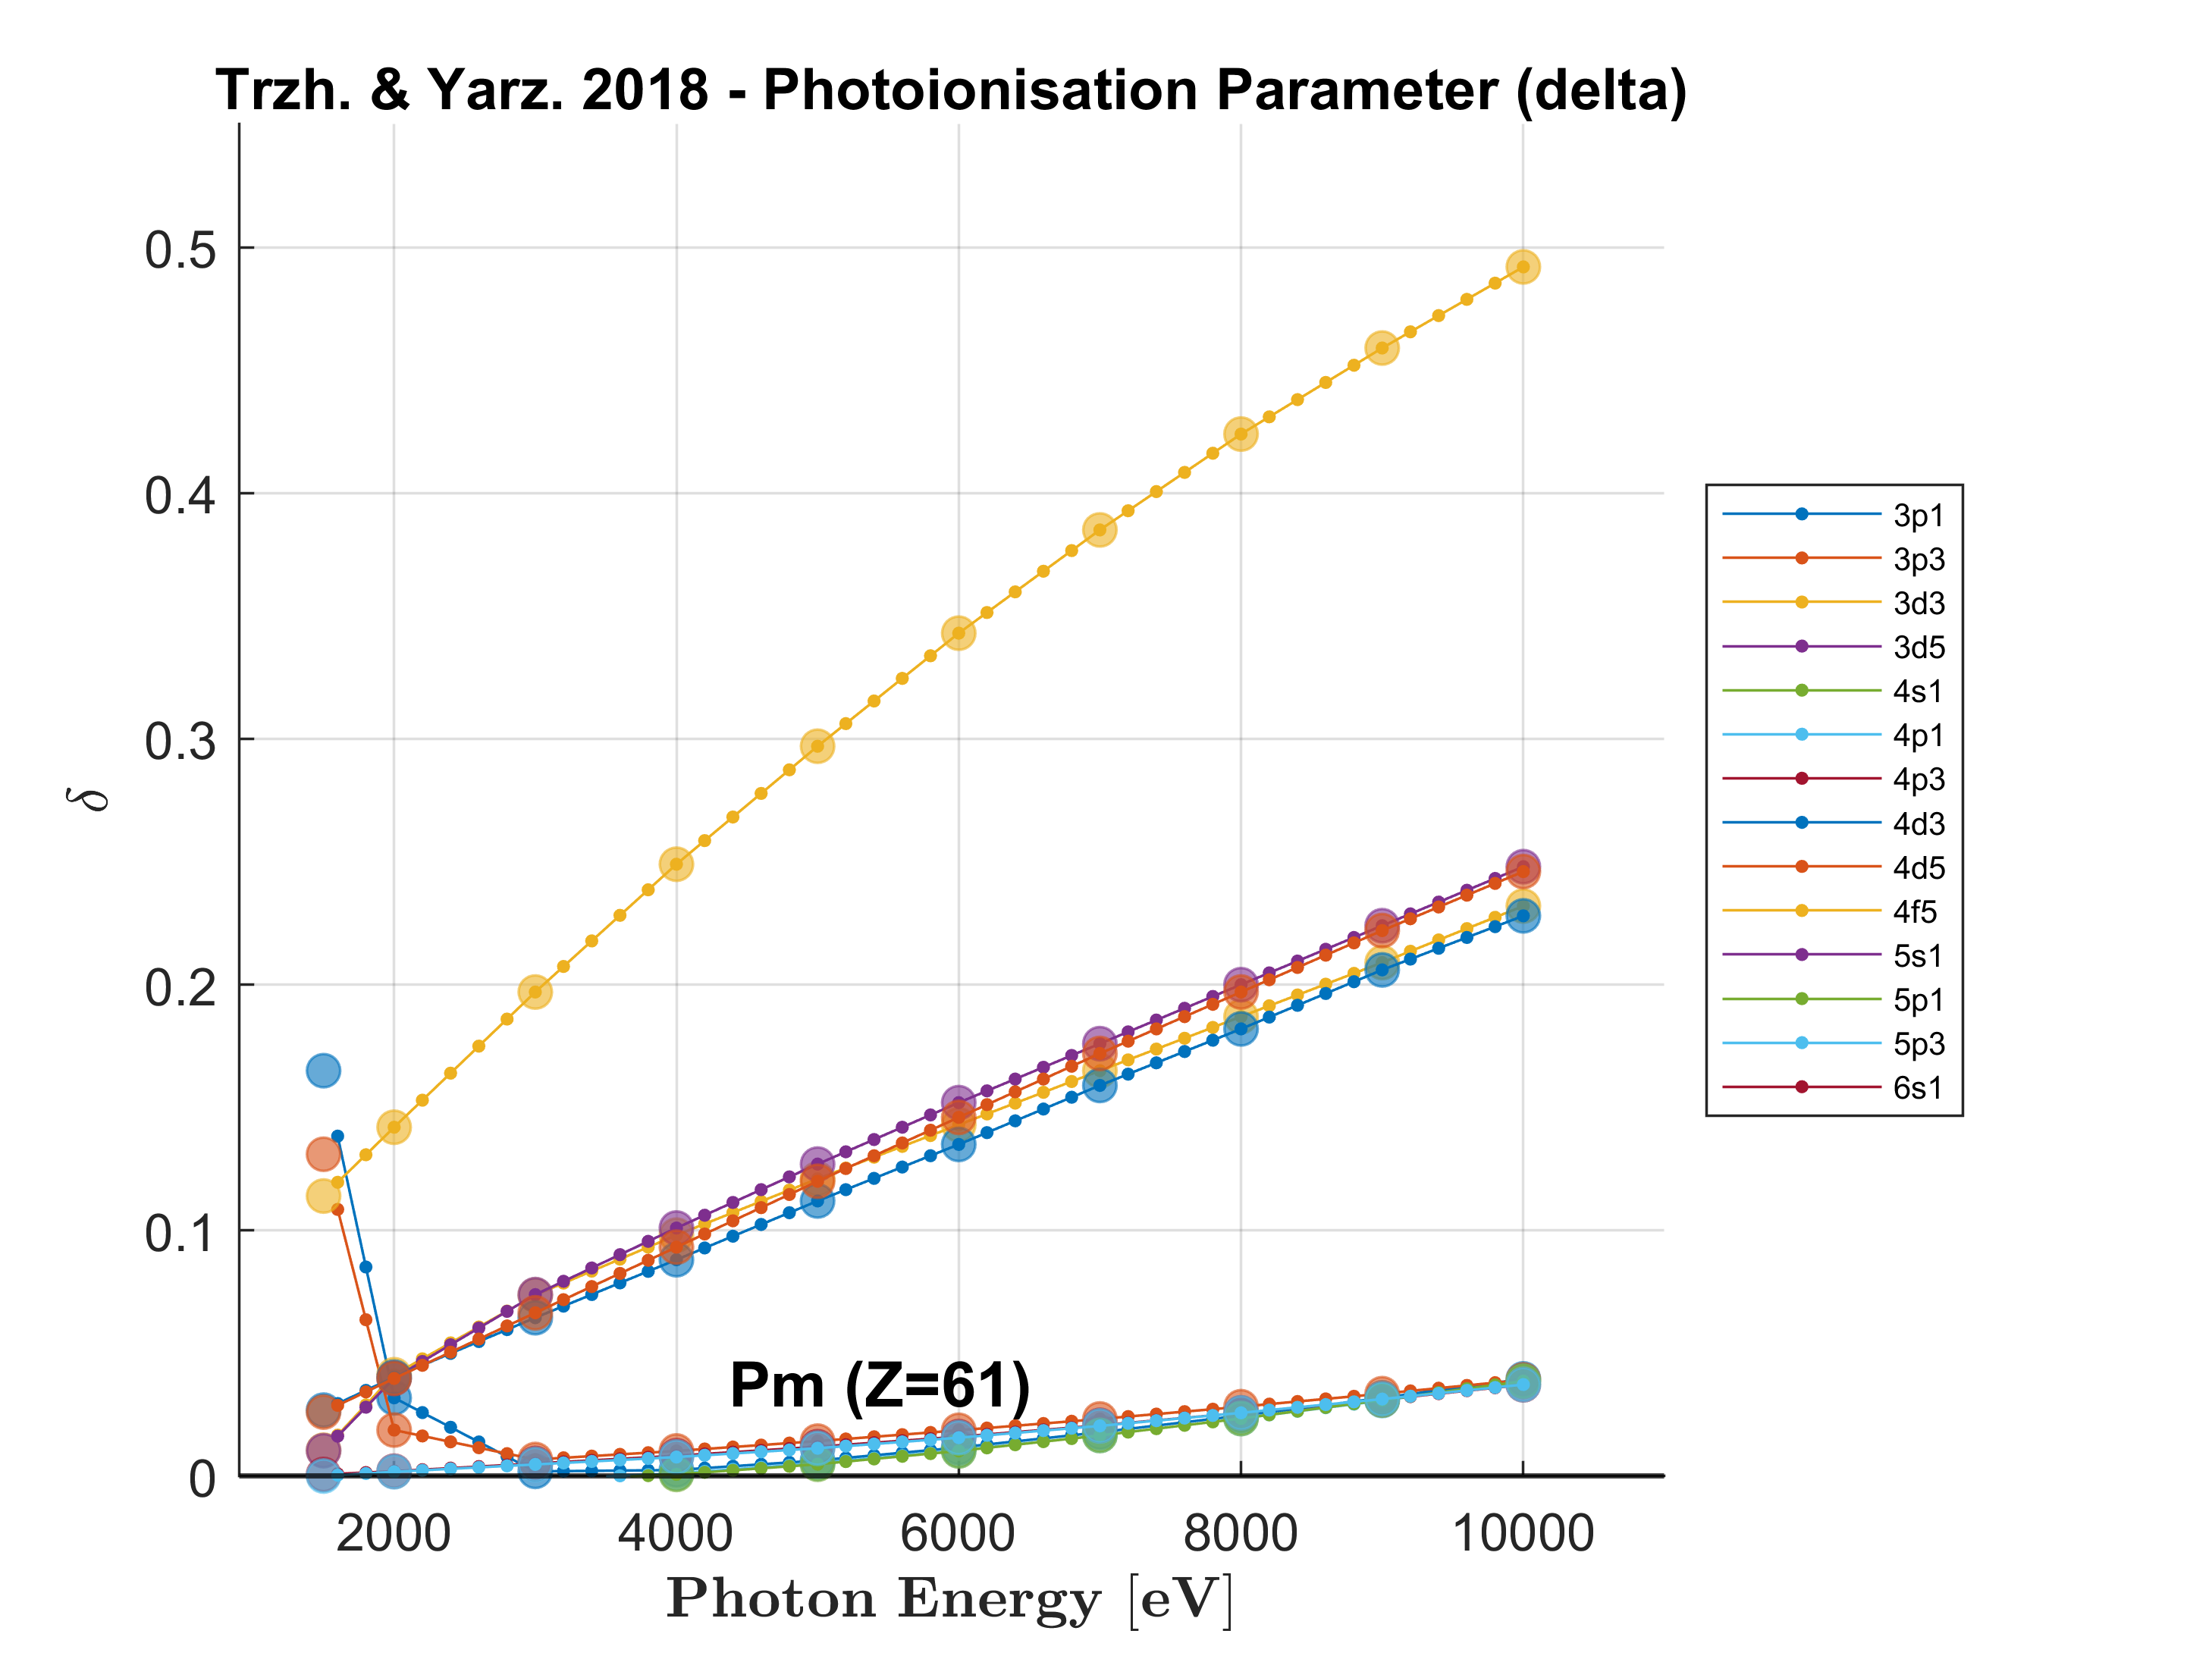 Trzh. & Yarz. 2018 - Photoionisation Parameter (delta)
0.5
0.4
0.3
0.2
0.1
0
δ
Pm (Z=61)
2000 4000 6000 8000 10000
Photon Energy [eV]
3p1
3p3
3d3
3d5
4s1
4p1
4p3
4d3
4d5
4f5
5s1
5p1
5p3
6s1